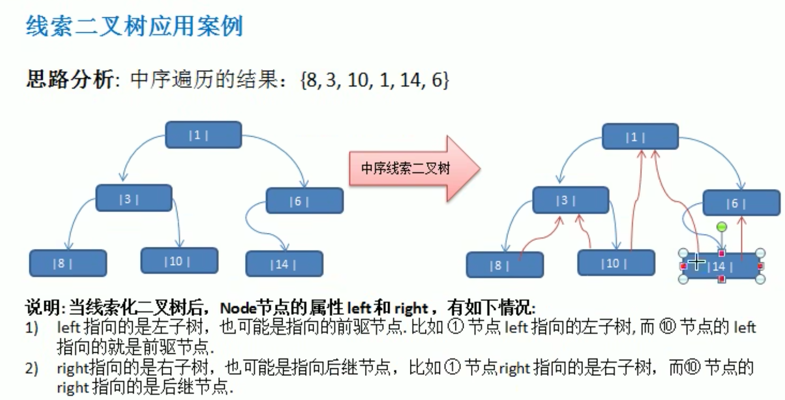 线索二叉树应用案例
思路分析: 中序遍历的结果：{8, 3, 10, 1, 14, 6}
|1|
|3|
|6|
|8|
|10|
|14|
中序线索二叉树
|1|
|3|
|6|
|8|
|10|
|14|
说明: 当线索化二叉树后，Node节点的属性 left 和 right ，有如下情况:
1) left 指向的是左子树，也可能是指向的前驱节点. 比如 ① 节点 left 指向的左子树, 而 ⑩ 节点的 left
指向的就是前驱节点.
2) right指向的是右子树，也可能是指向后继节点，比如 ① 节点right 指向的是右子树，而⑩ 节点的
right 指向的是后继节点.